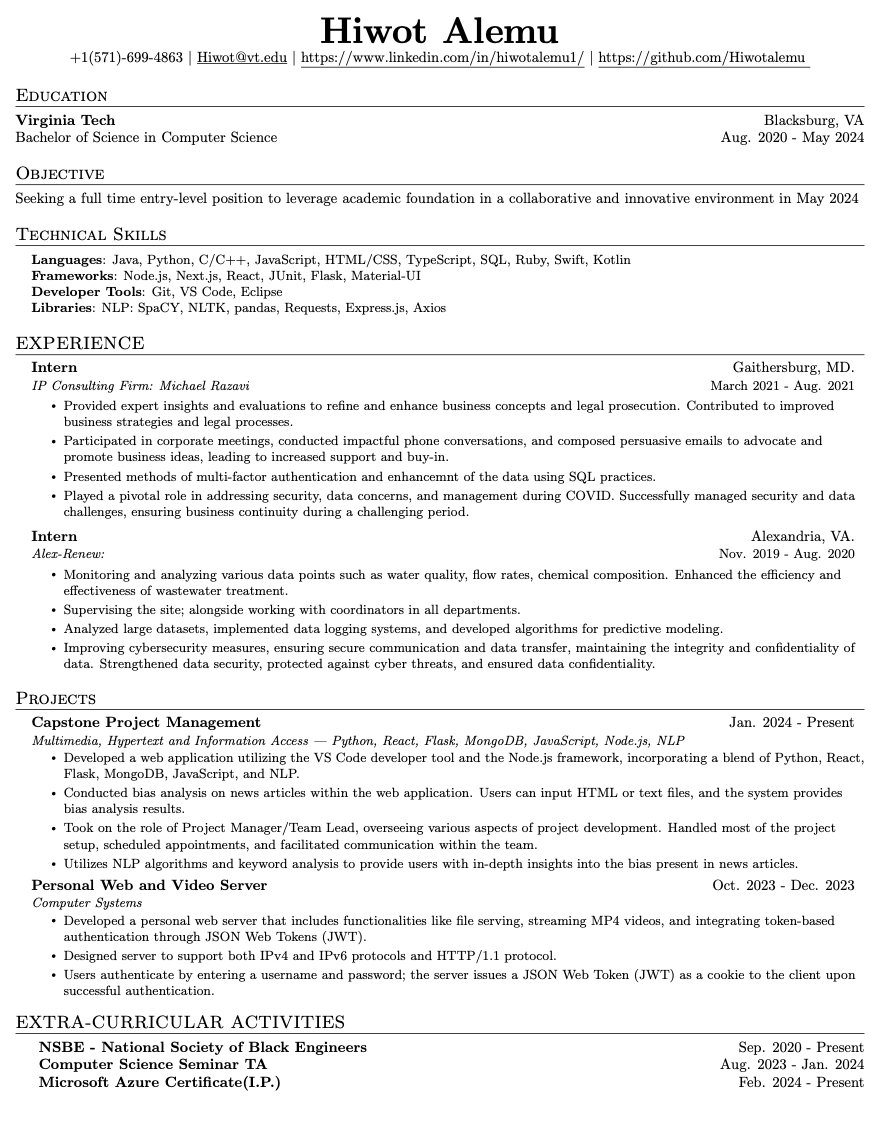 Hiwot Alemu
+1(571)-699-4863 | Hiwot@vt.edu | https://www.linkedin.com/in/hiwotalemu1/ | https://github.com/Hiwotalemu
Education
Virginia Tech Blacksburg, VA
Bachelor of Science in Computer Science Aug. 2020 - May 2024
Objective
Seeking a full time entry-level position to leverage academic foundation in a collaborative and innovative environment in May 2024
Technical Skills
Languages: Java, Python, C/C++, JavaScript, HTML/CSS, TypeScript, SQL, Ruby, Swift, Kotlin
Frameworks: Node.js, Next.js, React, JUnit, Flask, Material-UI
Developer Tools: Git, VS Code, Eclipse
Libraries: NLP: SpaCY, NLTK, pandas, Requests, Express.js, Axios
EXPERIENCE
Intern Gaithersburg, MD.
IP Consulting Firm: Michael Razavi March 2021 - Aug. 2021
• Provided expert insights and evaluations to refine and enhance business concepts and legal prosecution. Contributed to improved
business strategies and legal processes.
• Participated in corporate meetings, conducted impactful phone conversations, and composed persuasive emails to advocate and
promote business ideas, leading to increased support and buy-in.
• Presented methods of multi-factor authentication and enhancemnt of the data using SQL practices.
• Played a pivotal role in addressing security, data concerns, and management during COVID. Successfully managed security and data
challenges, ensuring business continuity during a challenging period.
Intern Alexandria, VA.
Alex-Renew: Nov. 2019 - Aug. 2020
• Monitoring and analyzing various data points such as water quality, flow rates, chemical composition. Enhanced the efficiency and
effectiveness of wastewater treatment.
• Supervising the site; alongside working with coordinators in all departments.
• Analyzed large datasets, implemented data logging systems, and developed algorithms for predictive modeling.
• Improving cybersecurity measures, ensuring secure communication and data transfer, maintaining the integrity and confidentiality of
data. Strengthened data security, protected against cyber threats, and ensured data confidentiality.
Projects
Capstone Project Management Jan. 2024 - Present
Multimedia, Hypertext and Information Access — Python, React, Flask, MongoDB, JavaScript, Node.js, NLP
• Developed a web application utilizing the VS Code developer tool and the Node.js framework, incorporating a blend of Python, React,
Flask, MongoDB, JavaScript, and NLP.
• Conducted bias analysis on news articles within the web application. Users can input HTML or text files, and the system provides
bias analysis results.
• Took on the role of Project Manager/Team Lead, overseeing various aspects of project development. Handled most of the project
setup, scheduled appointments, and facilitated communication within the team.
• Utilizes NLP algorithms and keyword analysis to provide users with in-depth insights into the bias present in news articles.
Personal Web and Video Server Oct. 2023 - Dec. 2023
Computer Systems
• Developed a personal web server that includes functionalities like file serving, streaming MP4 videos, and integrating token-based
authentication through JSON Web Tokens (JWT).
• Designed server to support both IPv4 and IPv6 protocols and HTTP/1.1 protocol.
• Users authenticate by entering a username and password; the server issues a JSON Web Token (JWT) as a cookie to the client upon
successful authentication.
EXTRA-CURRICULAR ACTIVITIES
NSBE - National Society of Black Engineers Sep. 2020 - Present
Computer Science Seminar TA Aug. 2023 - Jan. 2024
Microsoft Azure Certificate(I.P.) Feb. 2024 - Present